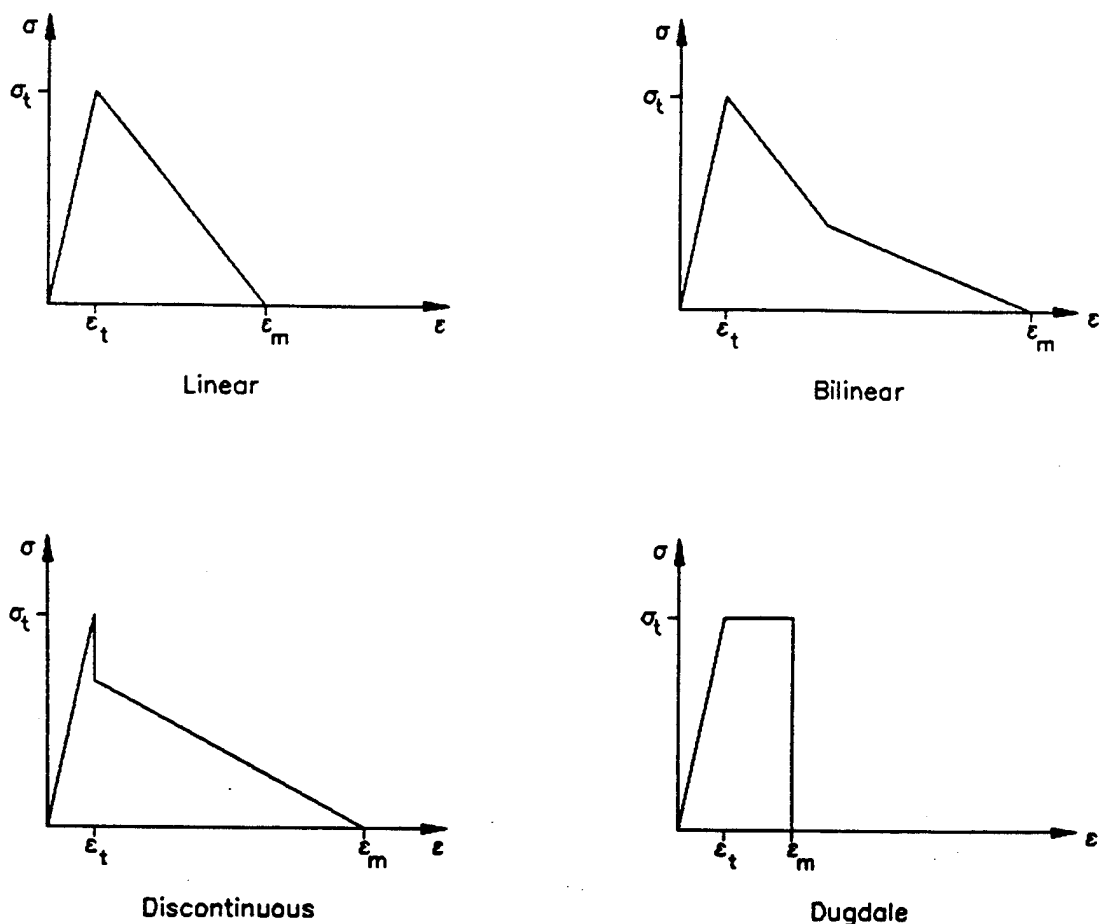 σ
σt
εt
εm
ε
Linear
σ
σt
εt
εm
ε
Bilinear
σ
σt
εt
εm
ε
Discontinuous
σ
σt
εt
εm
ε
Dugdale